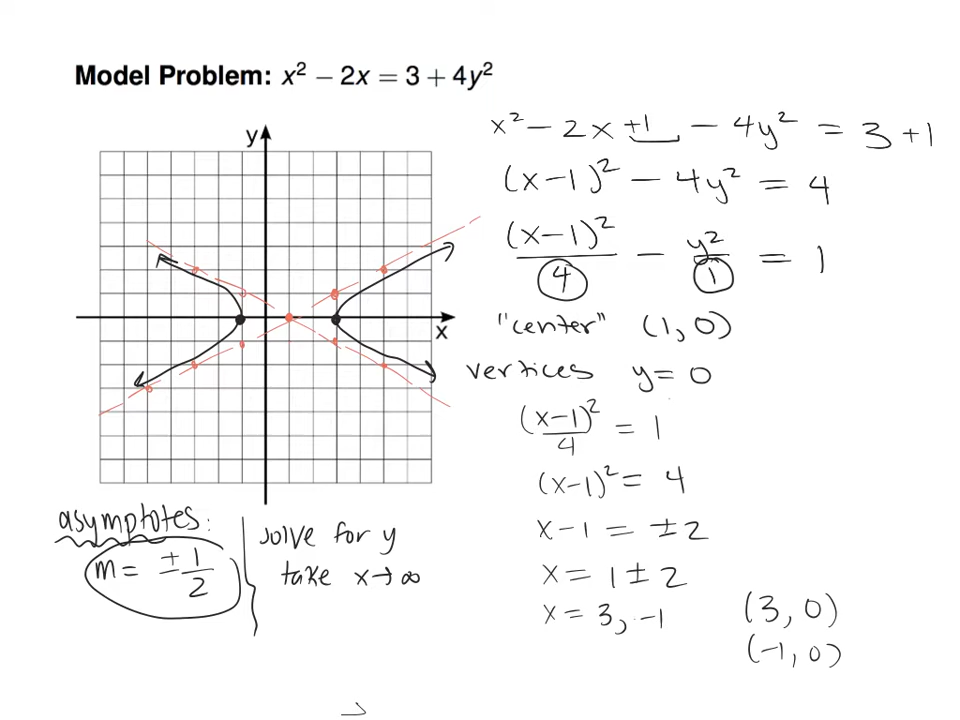 Model Problem: x² − 2x = 3 + 4y²
y
x
x² − 2x +1 − 4y² = 3 +1
(x−1)² − 4y² = 4
(x−1)²/4 − y²/1 = 1
"center" (1, 0)
vertices y = 0
(x−1)²/4 = 1
(x−1)² = 4
x−1 = ±2
x = 1 ± 2
x = 3, -1 (3, 0)
(-1, 0)
asymptotes:
m = ±1/2
solve for y
take x → ∞